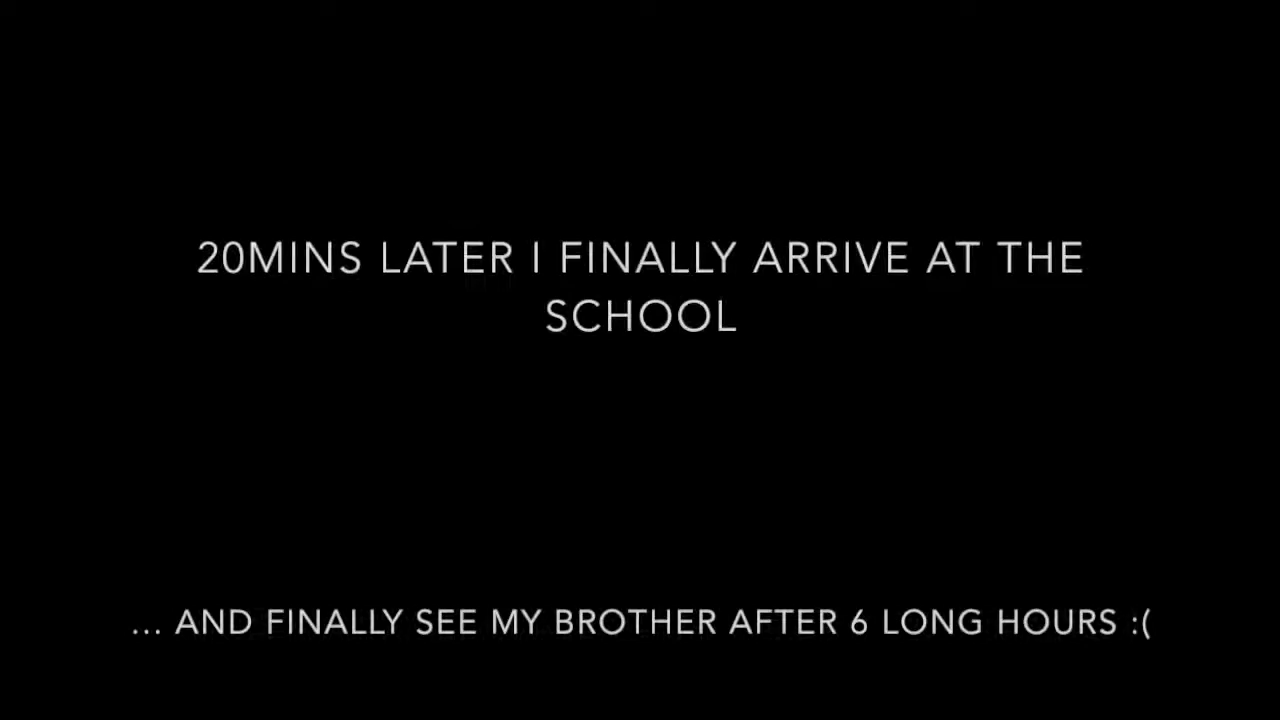 20MINS LATER I FINALLY ARRIVE AT THE
SCHOOL
... AND FINALLY SEE MY BROTHER AFTER 6 LONG HOURS :(